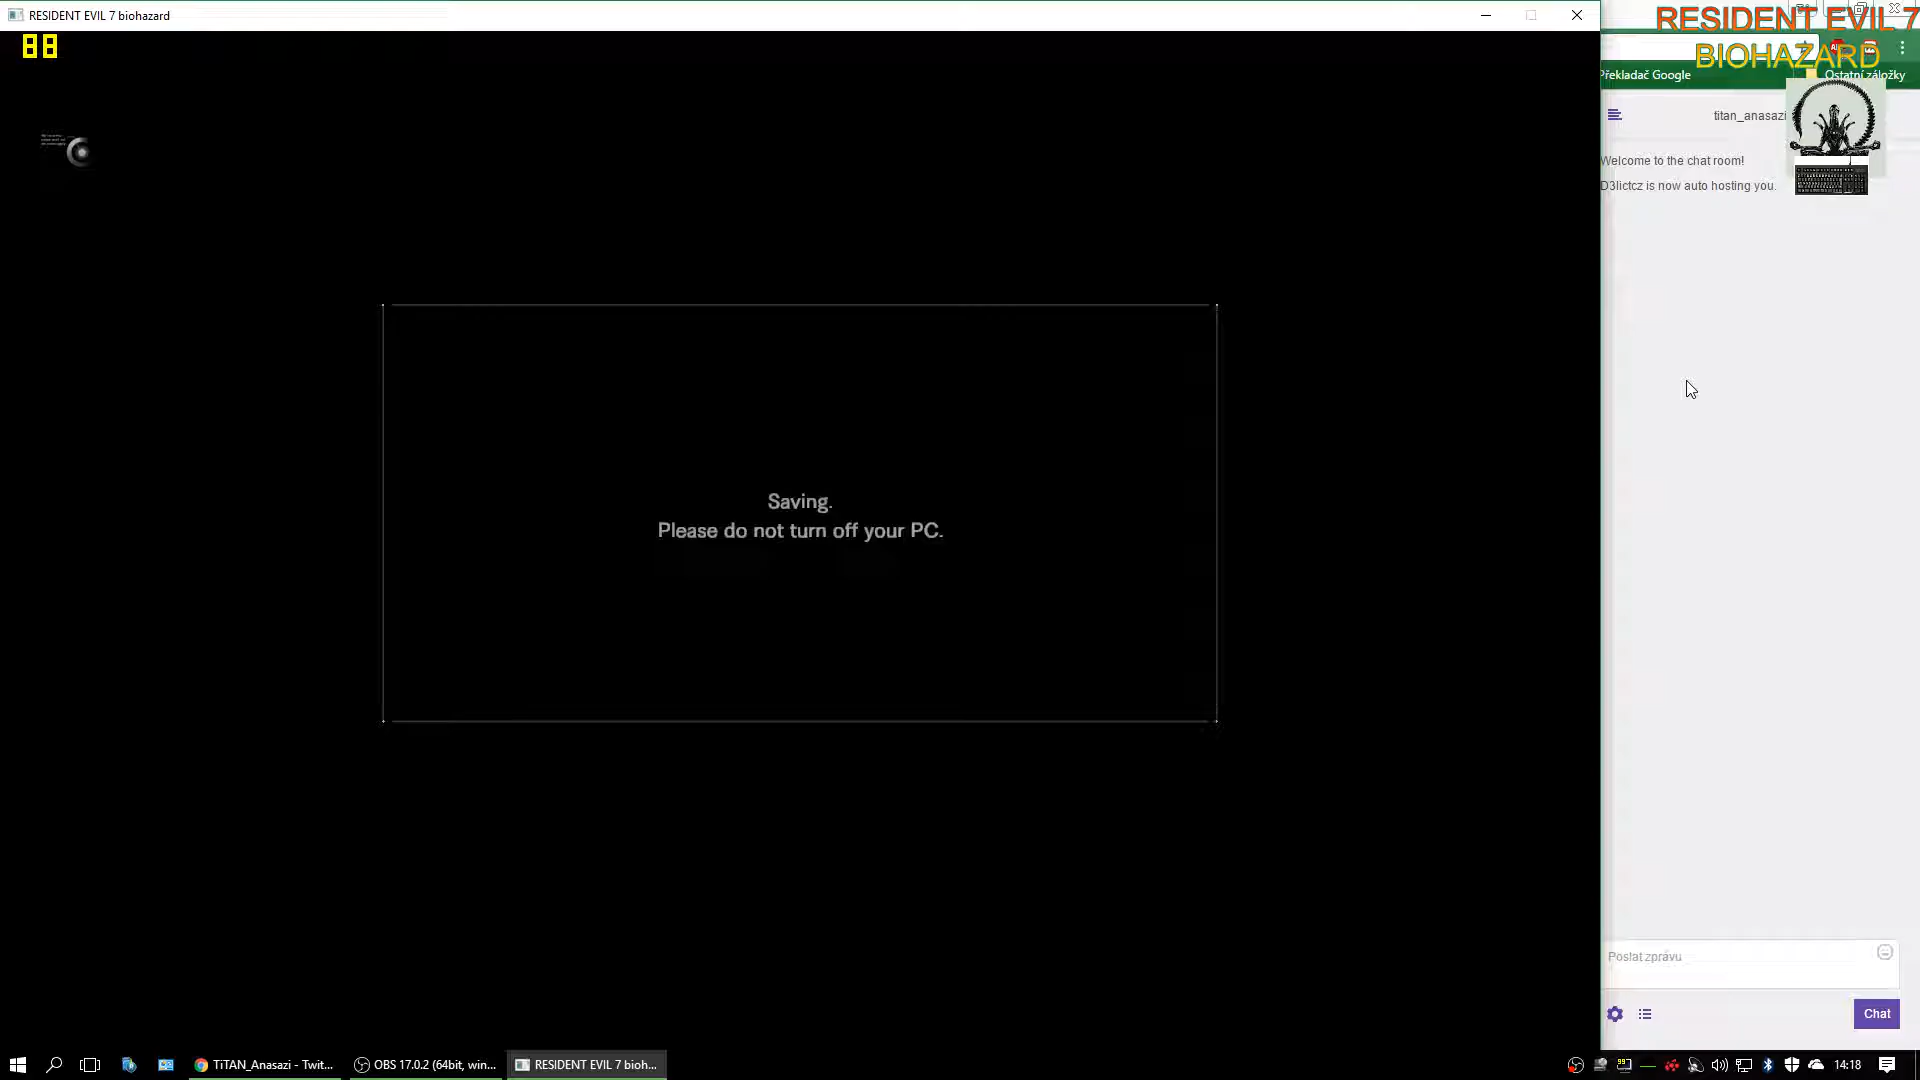 RESIDENT EVIL 7 biohazard
RESIDENT EVIL 7
BIOHAZARD
88
Překladač Google
Ostatní záložky
titan_anasazi
Welcome to the chat room!
D3lictcz is now auto hosting you.
Saving.
Please do not turn off your PC.
Poslat zprávu
Chat
TiTAN_Anasazi - Twit...
OBS 17.0.2 (64bit, win...
RESIDENT EVIL 7 bioh...
99
14:18